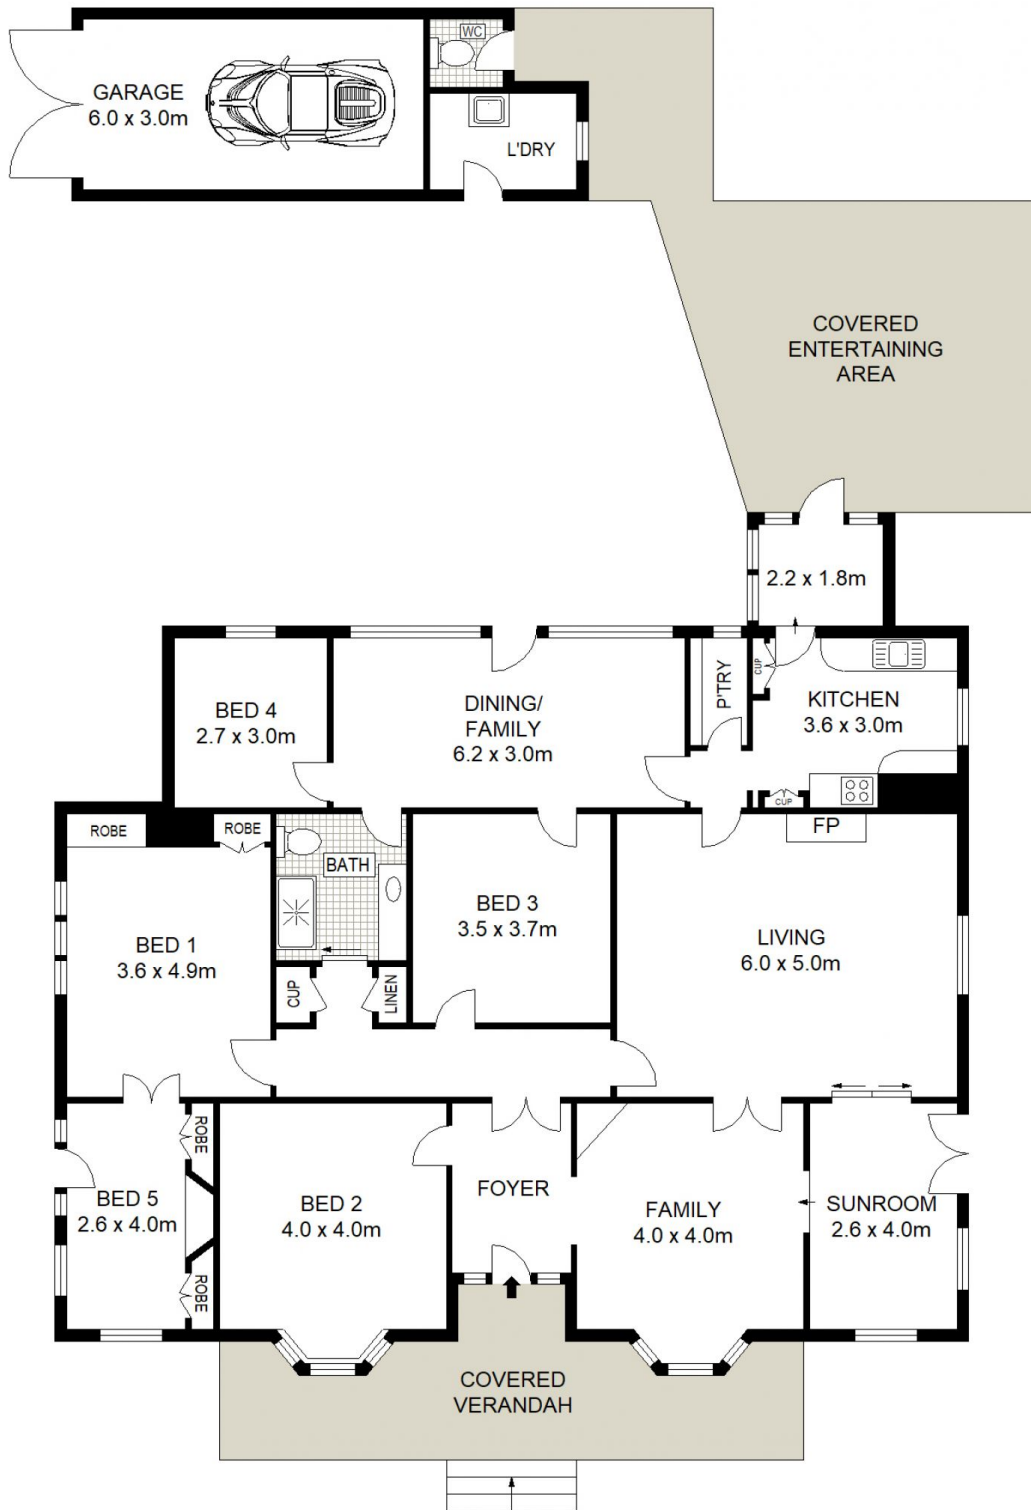 WC
GARAGE
6.0 x 3.0m
L'DRY
COVERED
ENTERTAINING
AREA
2.2 x 1.8m
CUP
P'TRY
KITCHEN
3.6 x 3.0m
BED 4
2.7 x 3.0m
DINING/
FAMILY
6.2 x 3.0m
CUP
ROBE
ROBE
FP
BATH
BED 3
3.5 x 3.7m
BED 1
3.6 x 4.9m
LIVING
6.0 x 5.0m
CUP
LINEN
ROBE
BED 5
2.6 x 4.0m
BED 2
4.0 x 4.0m
FOYER
FAMILY
4.0 x 4.0m
SUNROOM
2.6 x 4.0m
ROBE
COVERED
VERANDAH